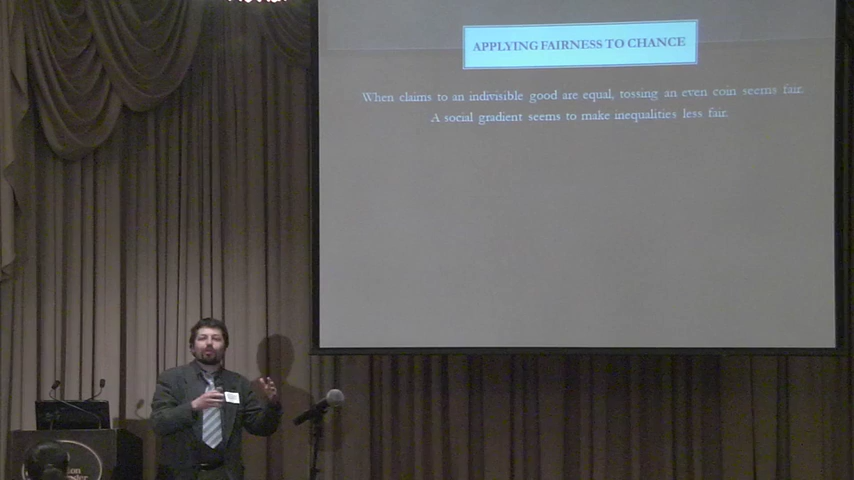 APPLYING FAIRNESS TO CHANCE
When claims to an indivisible good are equal, tossing an even coin seems fair.
A social gradient seems to make inequalities less fair.